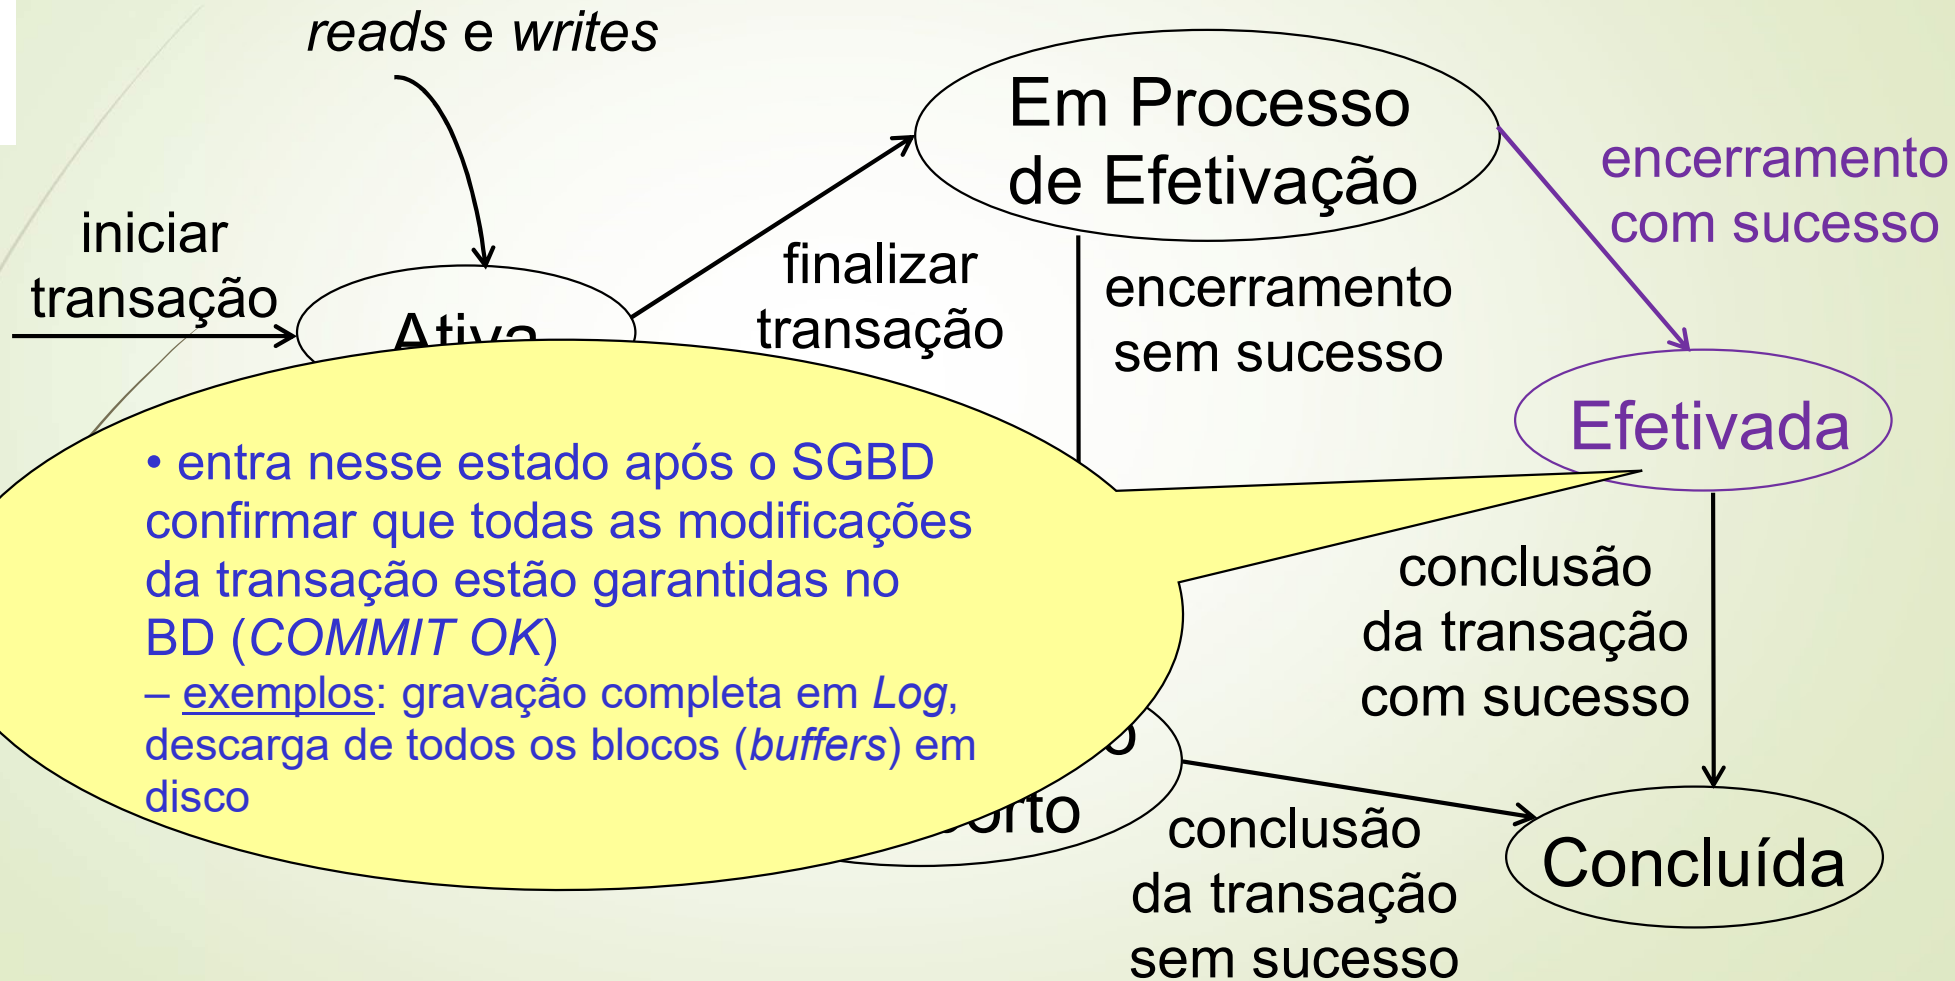 reads e writes
Em Processo
de Efetivação
encerramento
com sucesso
iniciar
transação
finalizar
transação
encerramento
sem sucesso
Ativa
Efetivada
• entra nesse estado após o SGBD
confirmar que todas as modificações
da transação estão garantidas no
BD (COMMIT OK)
– exemplos: gravação completa em Log,
descarga de todos os blocos (buffers) em
disco
conclusão
da transação
com sucesso
conclusão
da transação
sem sucesso
Concluída